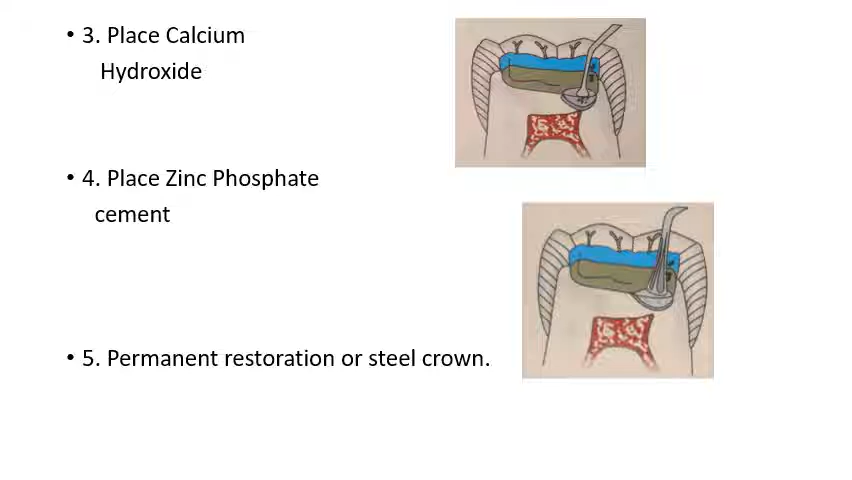 • 3. Place Calcium
Hydroxide
• 4. Place Zinc Phosphate
cement
• 5. Permanent restoration or steel crown.